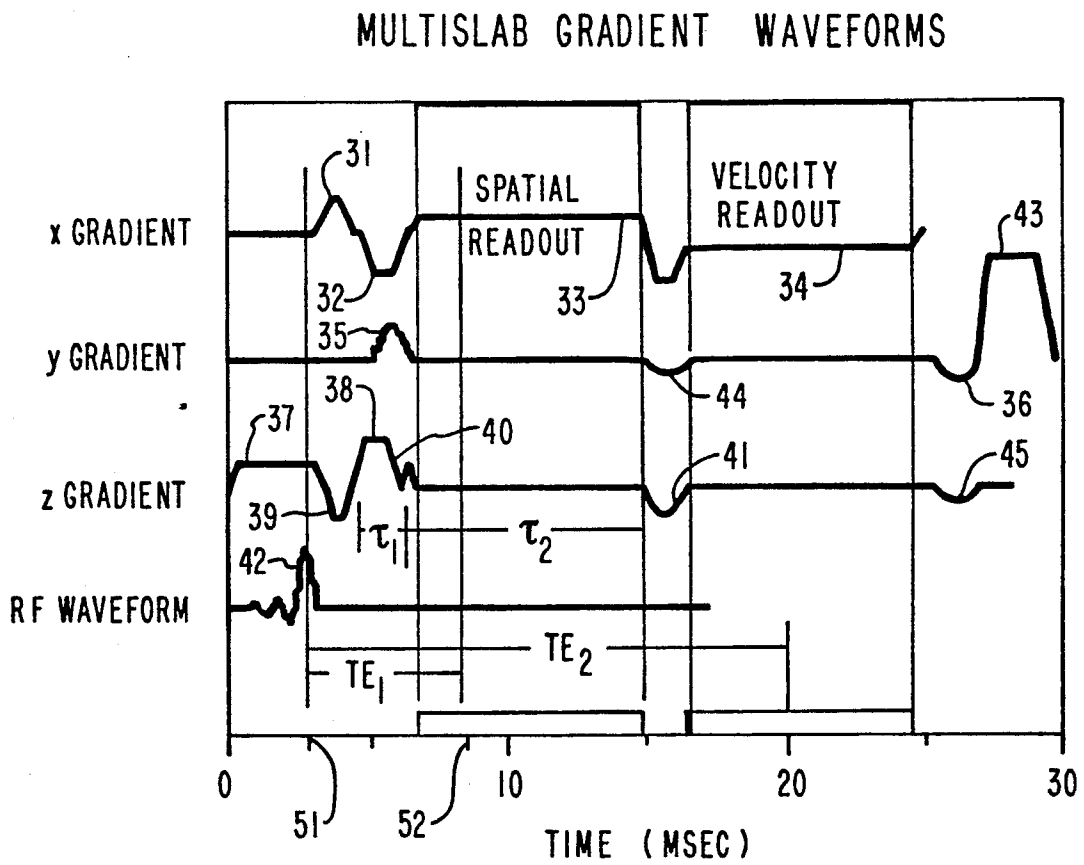 MULTISLAB GRADIENT WAVEFORMS
31
SPATIAL
READOUT
VELOCITY
READOUT
43
x GRADIENT
32
33
34
35
y GRADIENT
38
44
36
37
40
41
45
z GRADIENT
39
τ1
τ2
42
RF WAVEFORM
TE2
TE1
0
10
20
30
51
52
TIME (MSEC)